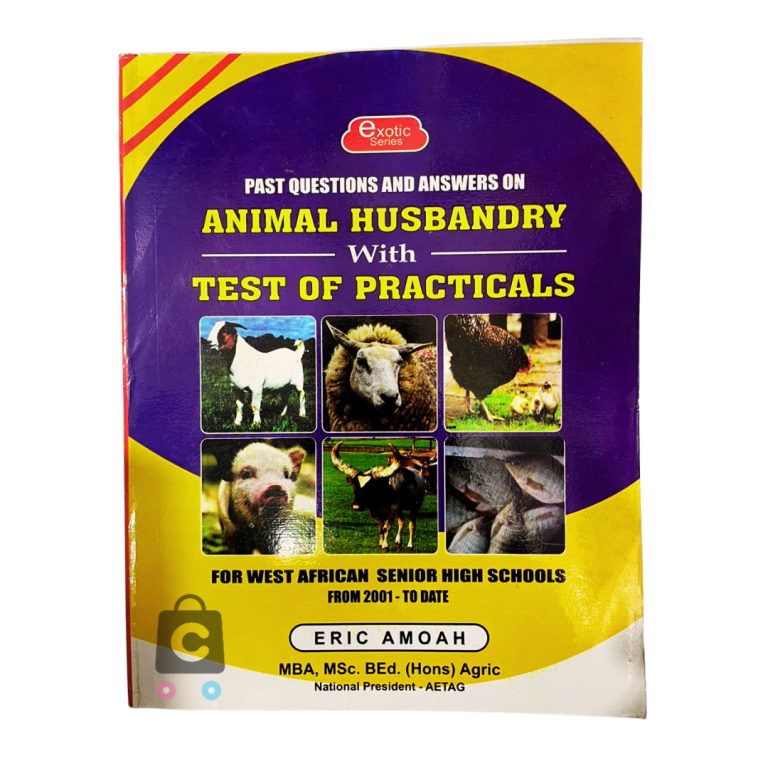 exotic
Series
PAST QUESTIONS AND ANSWERS ON
ANIMAL HUSBANDRY
With
TEST OF PRACTICALS
FOR WEST AFRICAN SENIOR HIGH SCHOOLS
FROM 2001 - TO DATE
ERIC AMOAH
MBA, MSc. BEd. (Hons) Agric
National President - AETAG
C